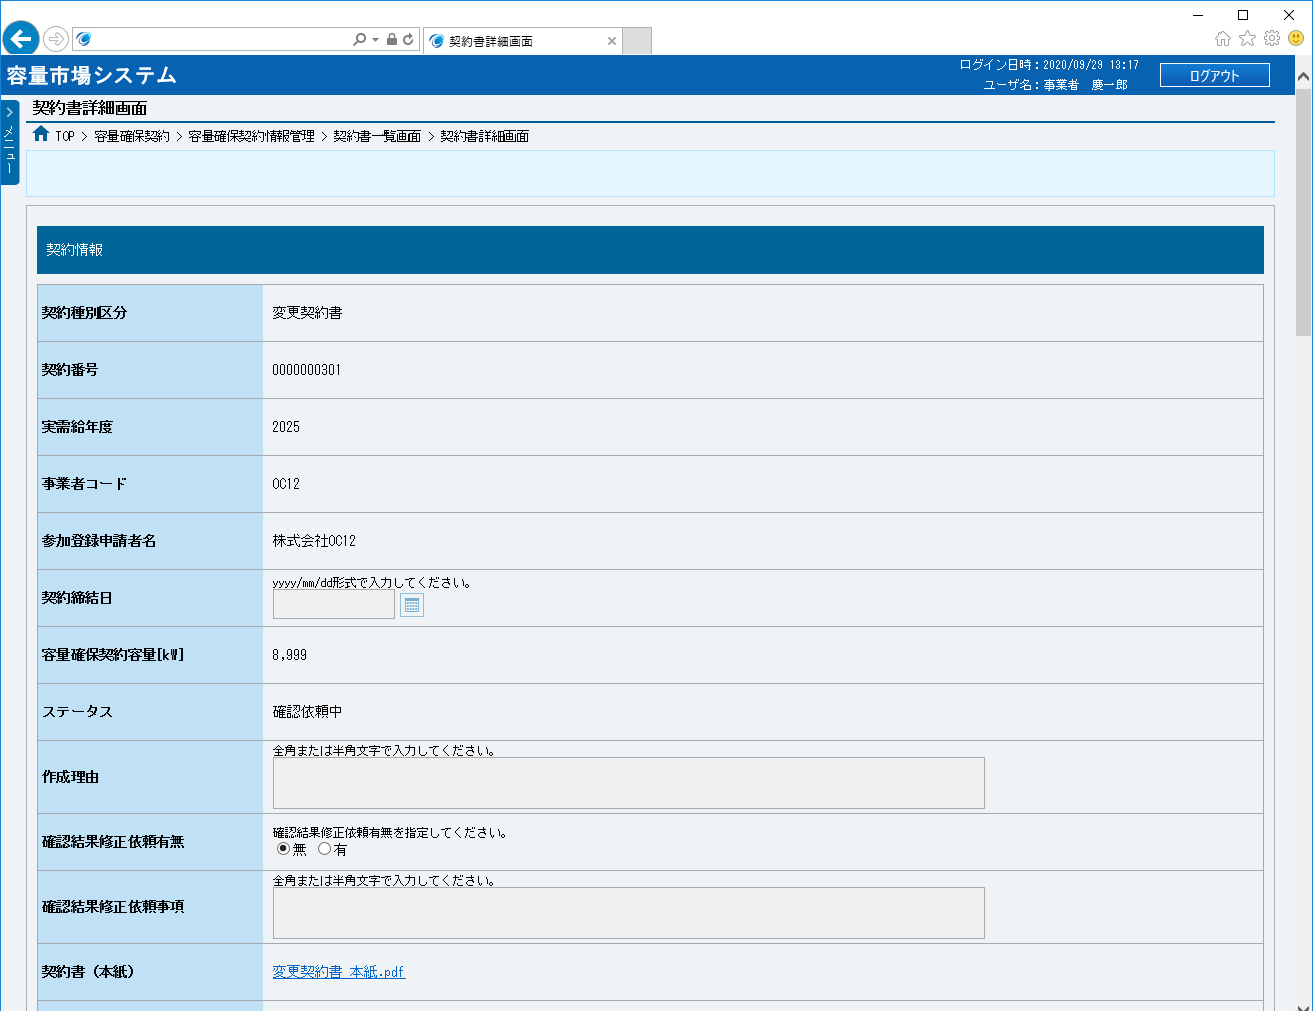 契約書詳細画面
容量市場システム
ログイン日時：2020/09/29 13:17
ユーザ名：事業者　慶一郎
ログアウト
メニュー
契約書詳細画面
TOP > 容量確保契約 > 容量確保契約情報管理 > 契約書一覧画面 > 契約書詳細画面
契約情報
契約種別区分
変更契約書
契約番号
0000000301
実需給年度
2025
事業者コード
0C12
参加登録申請者名
株式会社0C12
契約締結日
yyyy/mm/dd形式で入力してください。
容量確保契約容量[kW]
8,999
ステータス
確認依頼中
作成理由
全角または半角文字で入力してください。
確認結果修正依頼有無
確認結果修正依頼有無を指定してください。
無 有
確認結果修正依頼事項
全角または半角文字で入力してください。
契約書（本紙）
変更契約書_本紙.pdf